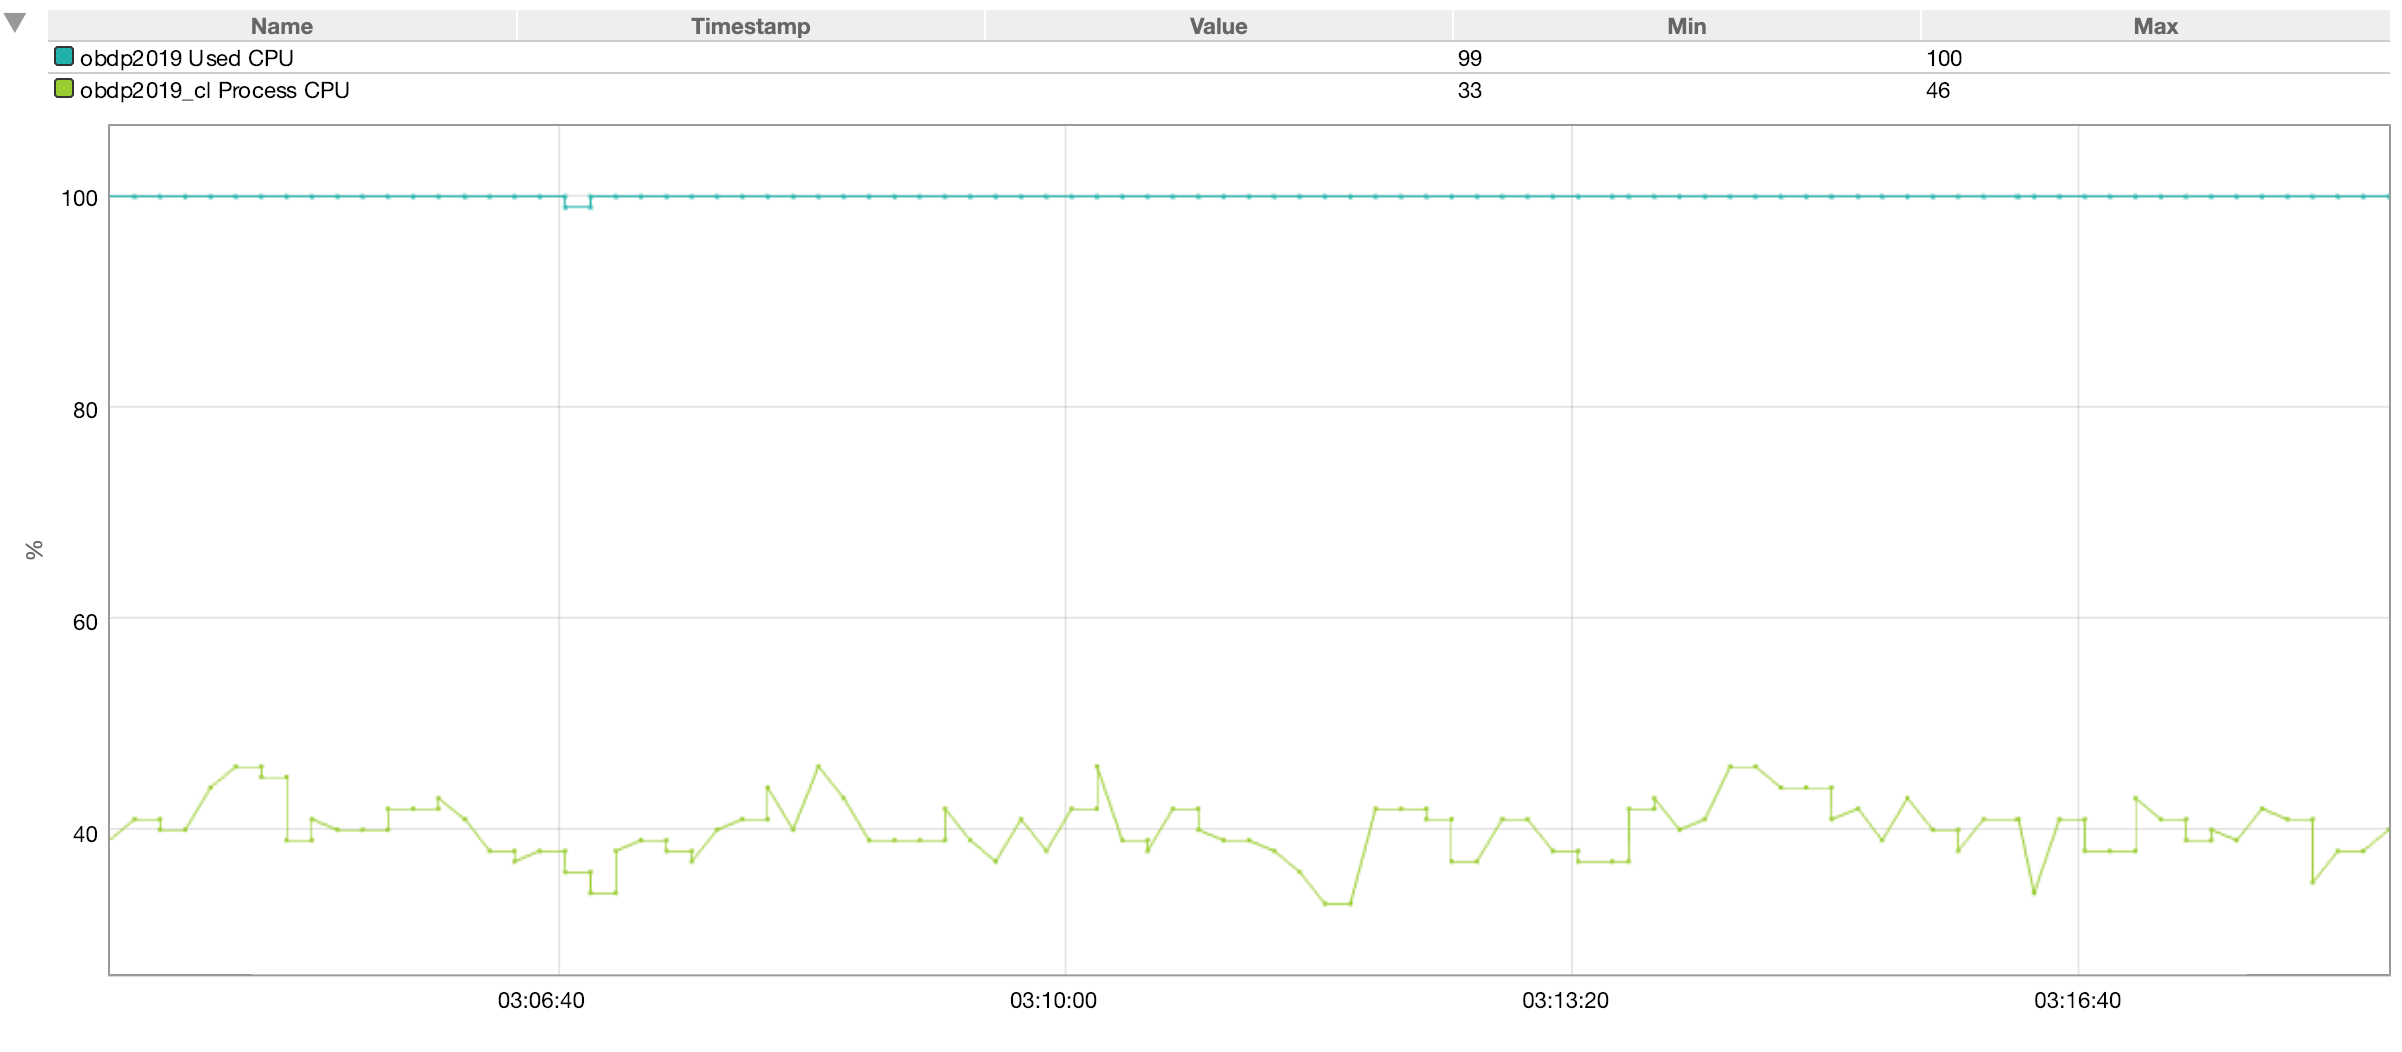 Name Timestamp Value Min Max
obdp2019 Used CPU 99 100
obdp2019_cl Process CPU 33 46
100
80
60
40
%
03:06:40 03:10:00 03:13:20 03:16:40